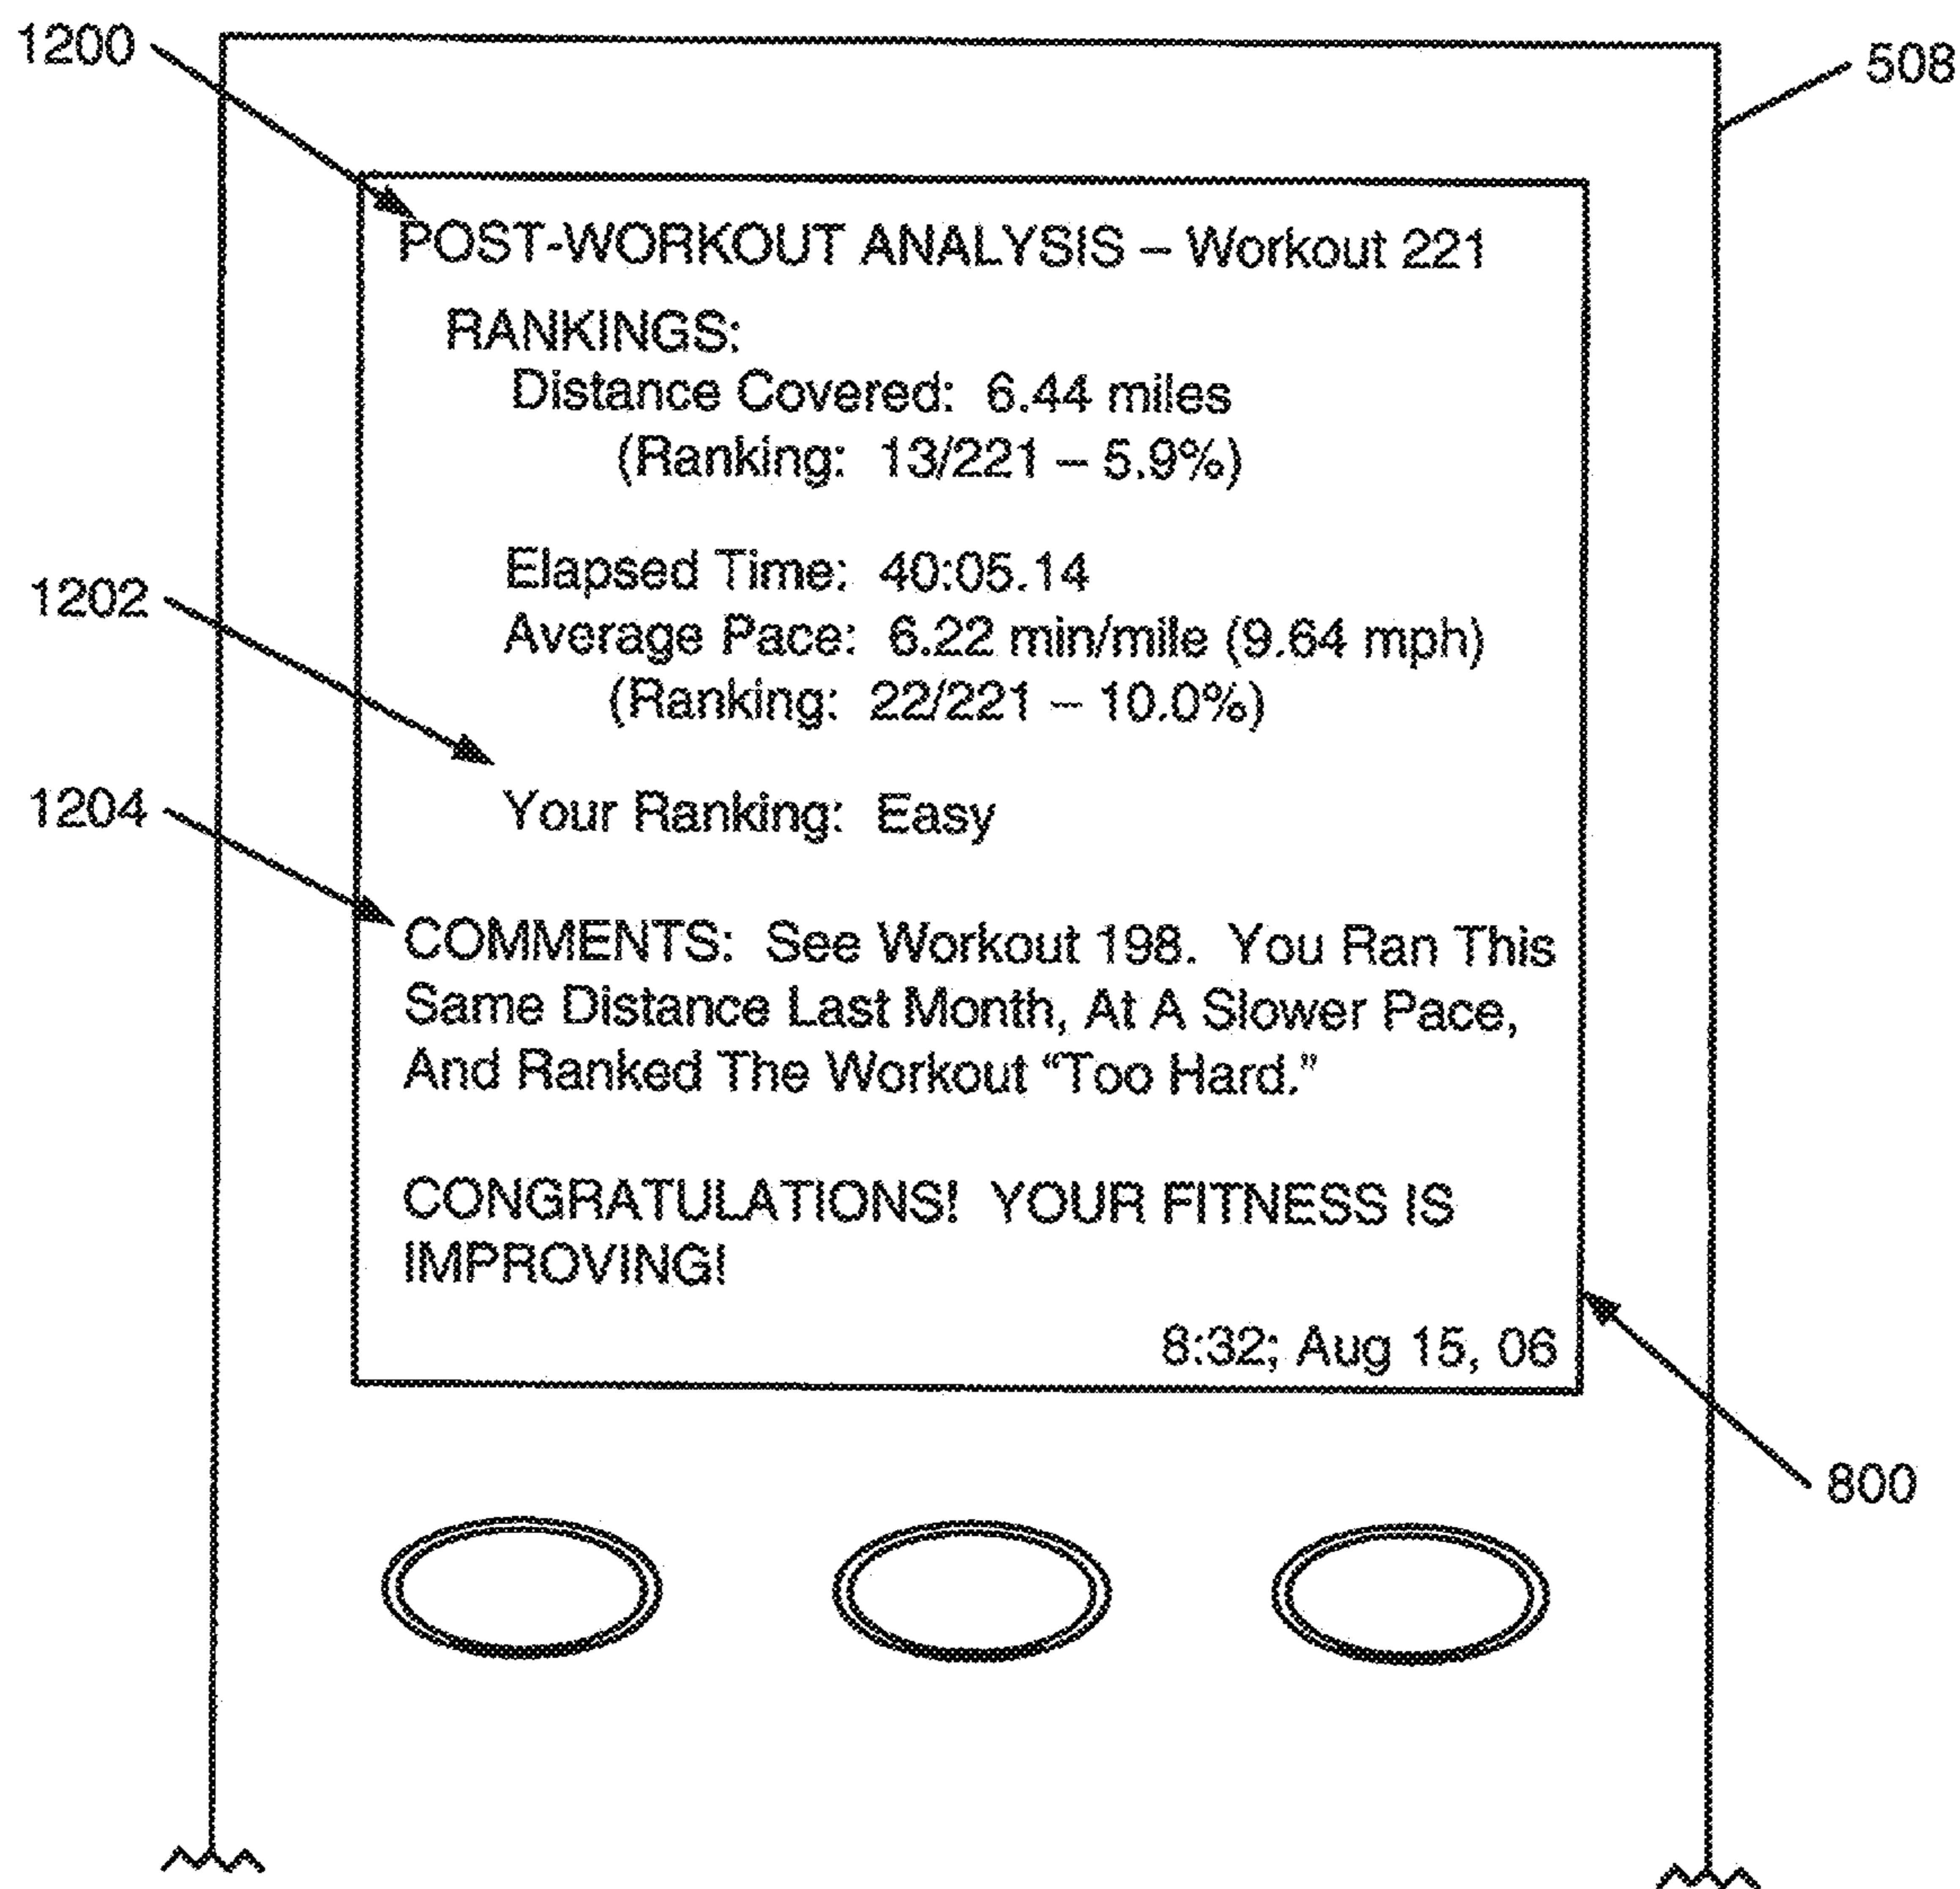 1200
508
POST-WORKOUT ANALYSIS – Workout 221
RANKINGS:
Distance Covered: 6.44 miles
(Ranking: 13/221 – 5.9%)
Elapsed Time: 40:05.14
1202
Average Pace: 6.22 min/mile (9.64 mph)
(Ranking: 22/221 – 10.0%)
1204
Your Ranking: Easy
COMMENTS: See Workout 198. You Ran This
Same Distance Last Month, At A Slower Pace,
And Ranked The Workout “Too Hard.”
CONGRATULATIONS! YOUR FITNESS IS
IMPROVING!
8:32; Aug 15, 06
800